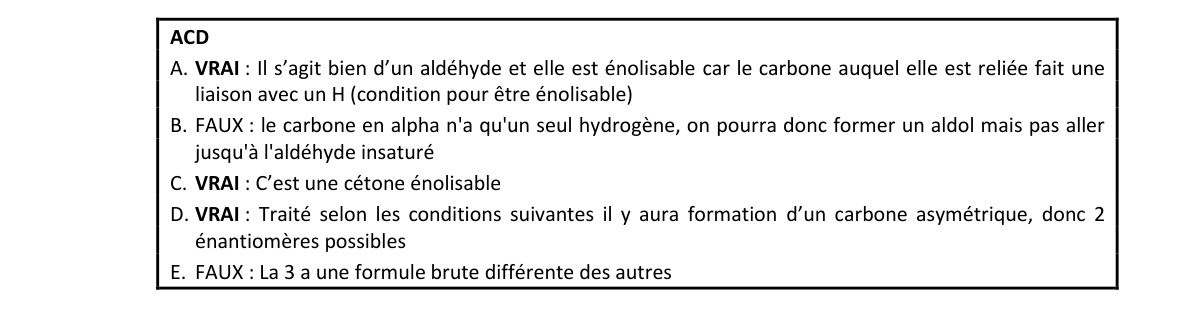 ACD
A. VRAI : Il s’agit bien d’un aldéhyde et elle est énolisable car le carbone auquel elle est reliée fait une
liaison avec un H (condition pour être énolisable)
B. FAUX : le carbone en alpha n'a qu'un seul hydrogène, on pourra donc former un aldol mais pas aller
jusqu'à l'aldéhyde insaturé
C. VRAI : C’est une cétone énolisable
D. VRAI : Traité selon les conditions suivantes il y aura formation d’un carbone asymétrique, donc 2
énantiomères possibles
E. FAUX : La 3 a une formule brute différente des autres